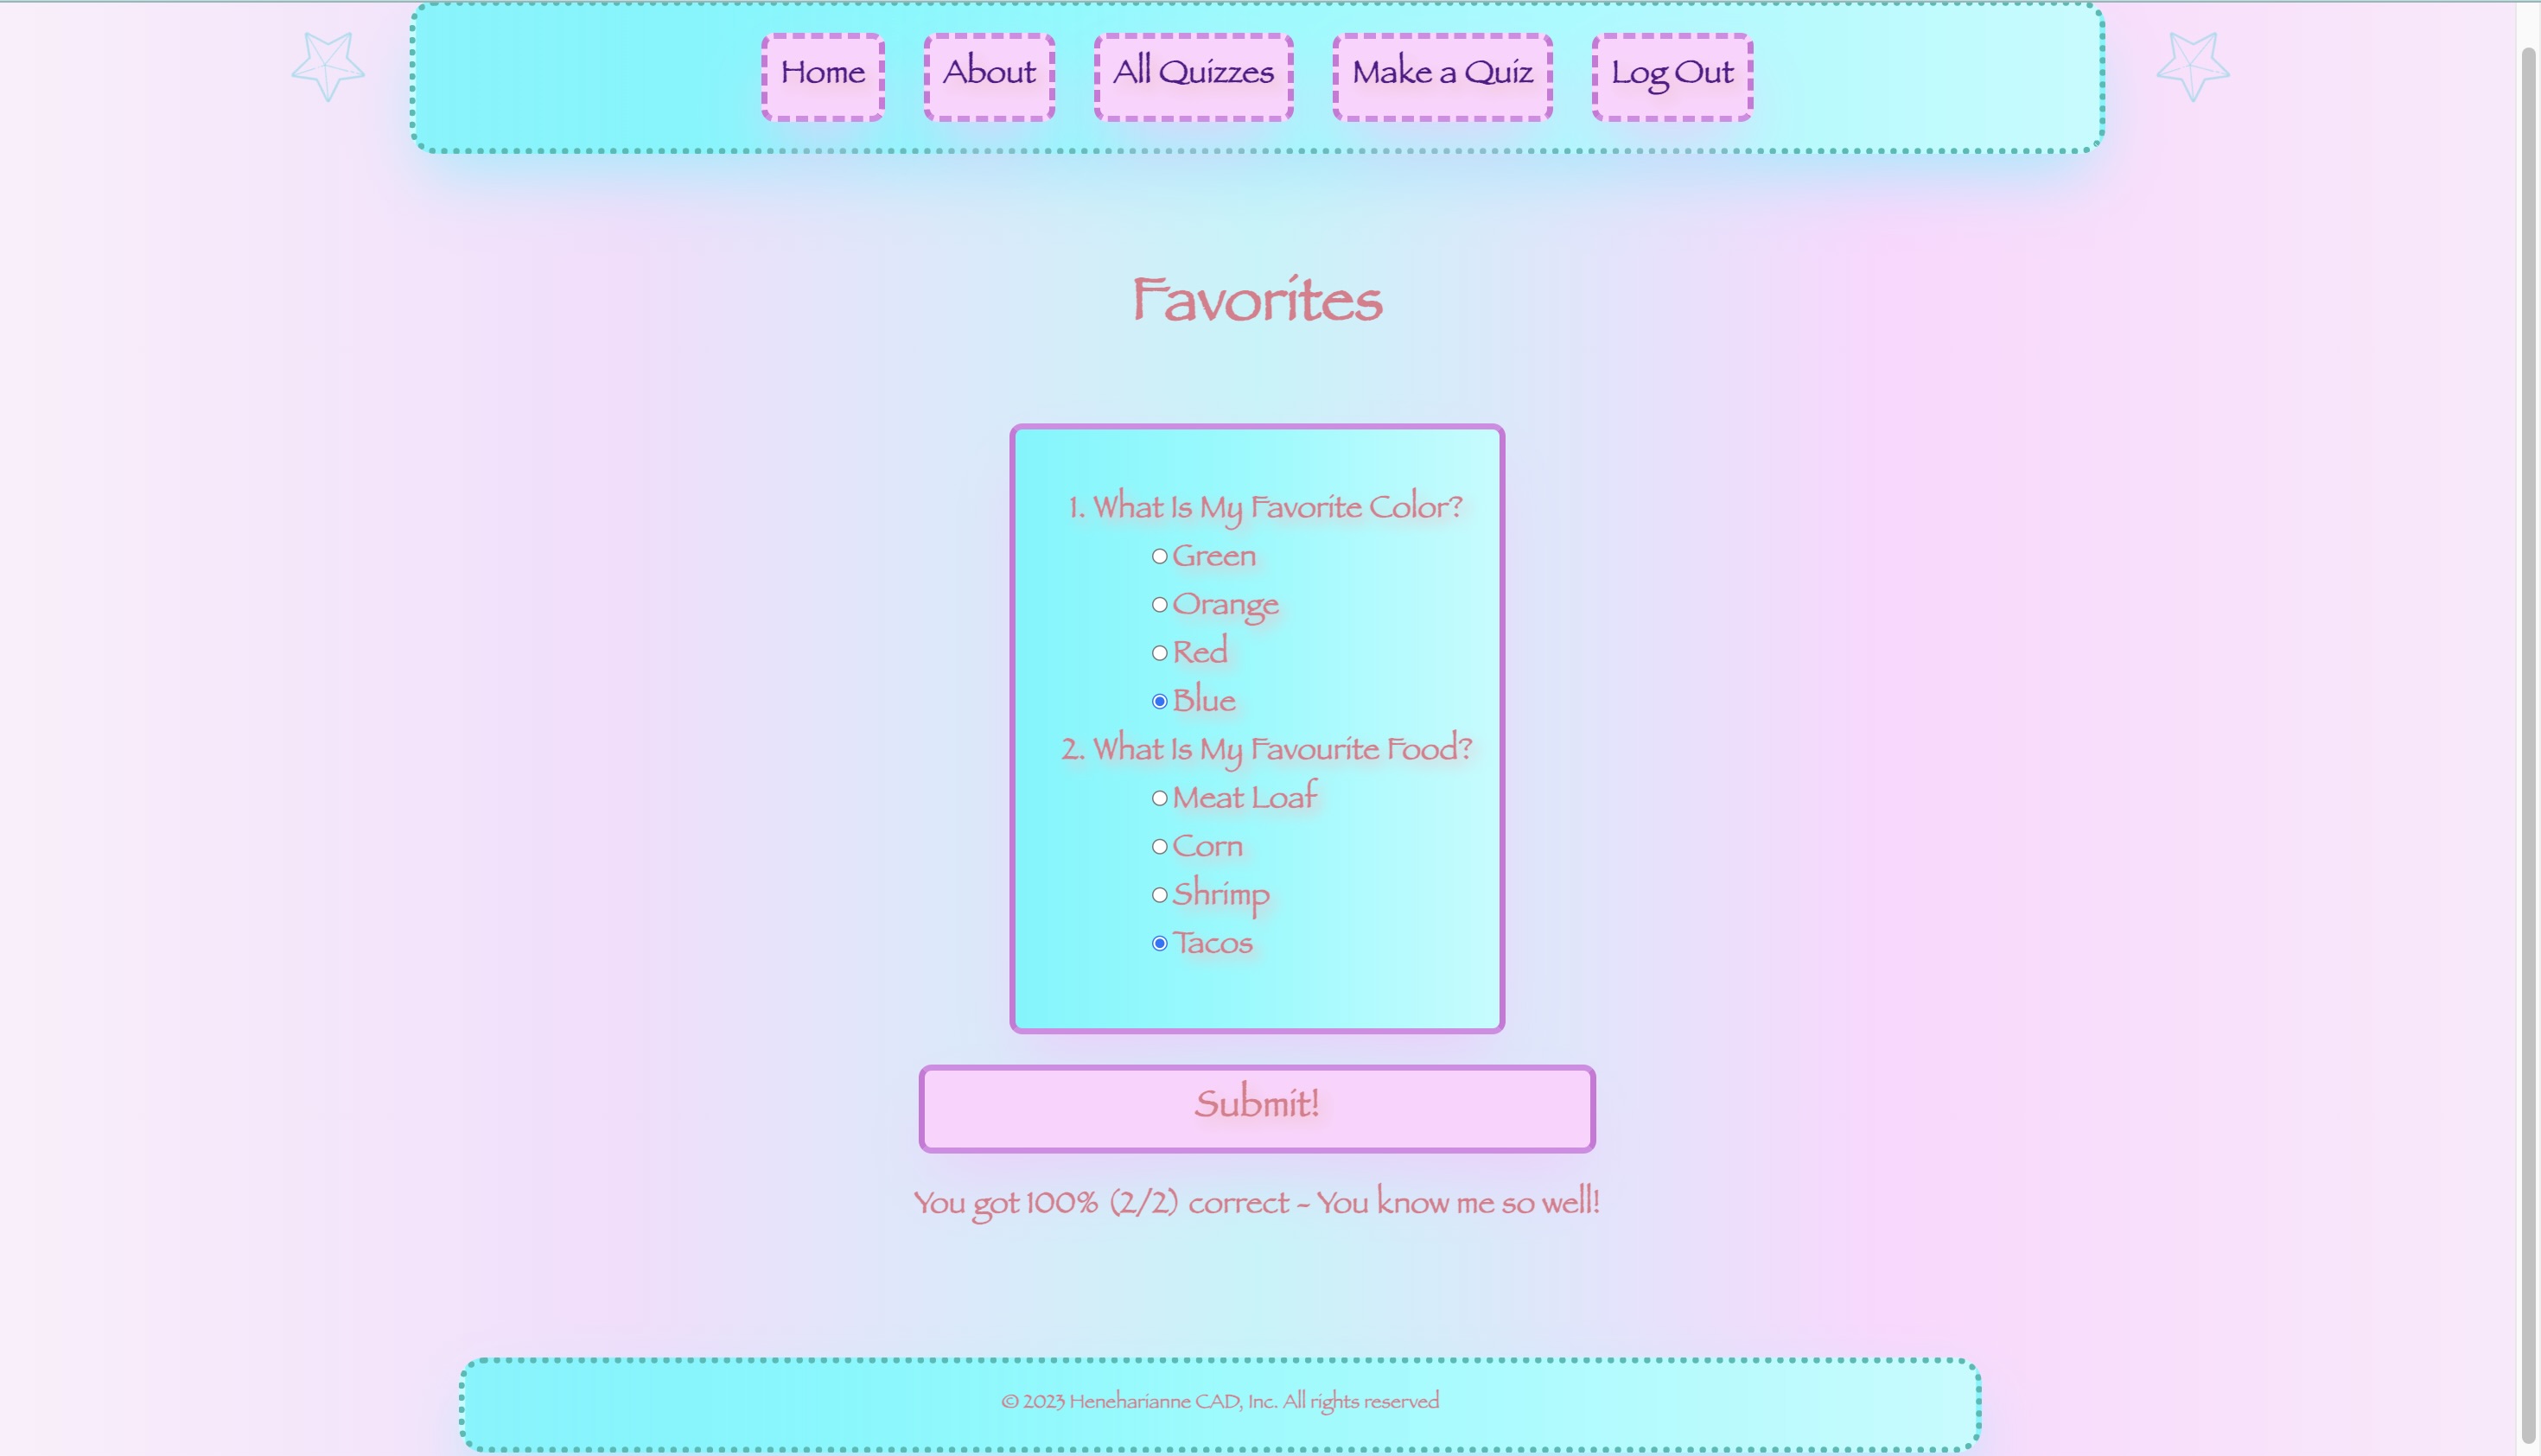 Home About All Quizzes Make a Quiz Log Out
Favorites
1. What Is My Favorite Color?
Green
Orange
Red
Blue
2. What Is My Favourite Food?
Meat Loaf
Corn
Shrimp
Tacos
Submit!
You got 100% (2/2) correct - You know me so well!
© 2023 Heneharianne CAD, Inc. All rights reserved